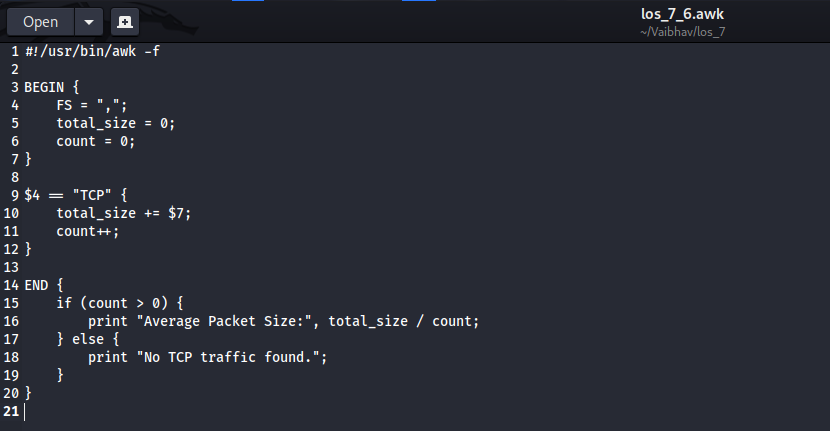 Open
los_7_6.awk
~/Vaibhav/los_7
1 #!/usr/bin/awk -f
2
3 BEGIN {
4     FS = ",";
5     total_size = 0;
6     count = 0;
7 }
8
9 $4 == "TCP" {
10     total_size += $7;
11     count++;
12 }
13
14 END {
15     if (count > 0) {
16         print "Average Packet Size:", total_size / count;
17     } else {
18         print "No TCP traffic found.";
19     }
20 }
21